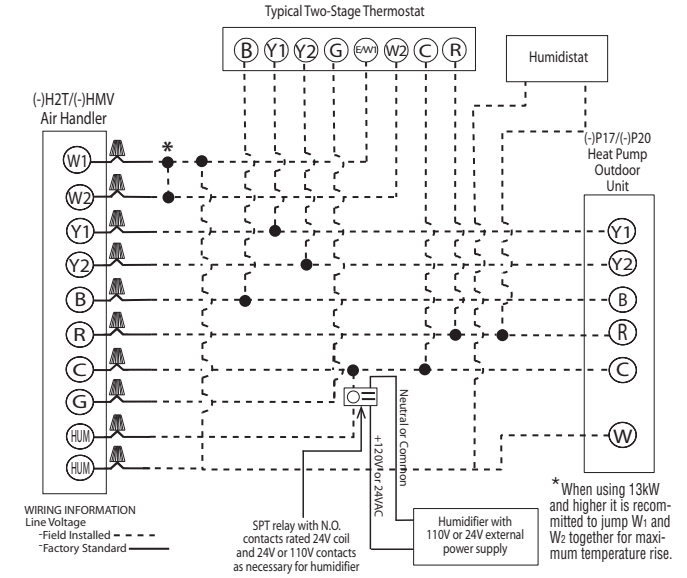 Typical Two-Stage Thermostat
B Y1 Y2 G E/W1 W2 C R
Humidistat
(-)H2T/(-)HMV
Air Handler
(-)P17/(-)P20
Heat Pump
Outdoor
Unit
*
W1
W2
Y1
Y2
B
R
C
G
HUM
HUM
Y1
Y2
B
R
C
W
Neutral or Common
+120V or 24VAC
WIRING INFORMATION
Line Voltage
-Field Installed
-Factory Standard
SPT relay with N.O.
contacts rated 24V coil
and 24V or 110V contacts
as necessary for humidifier
Humidifier with
110V or 24V external
power supply
*When using 13kW
and higher it is recom-
mitted to jump W1 and
W2 together for maxi-
mum temperature rise.